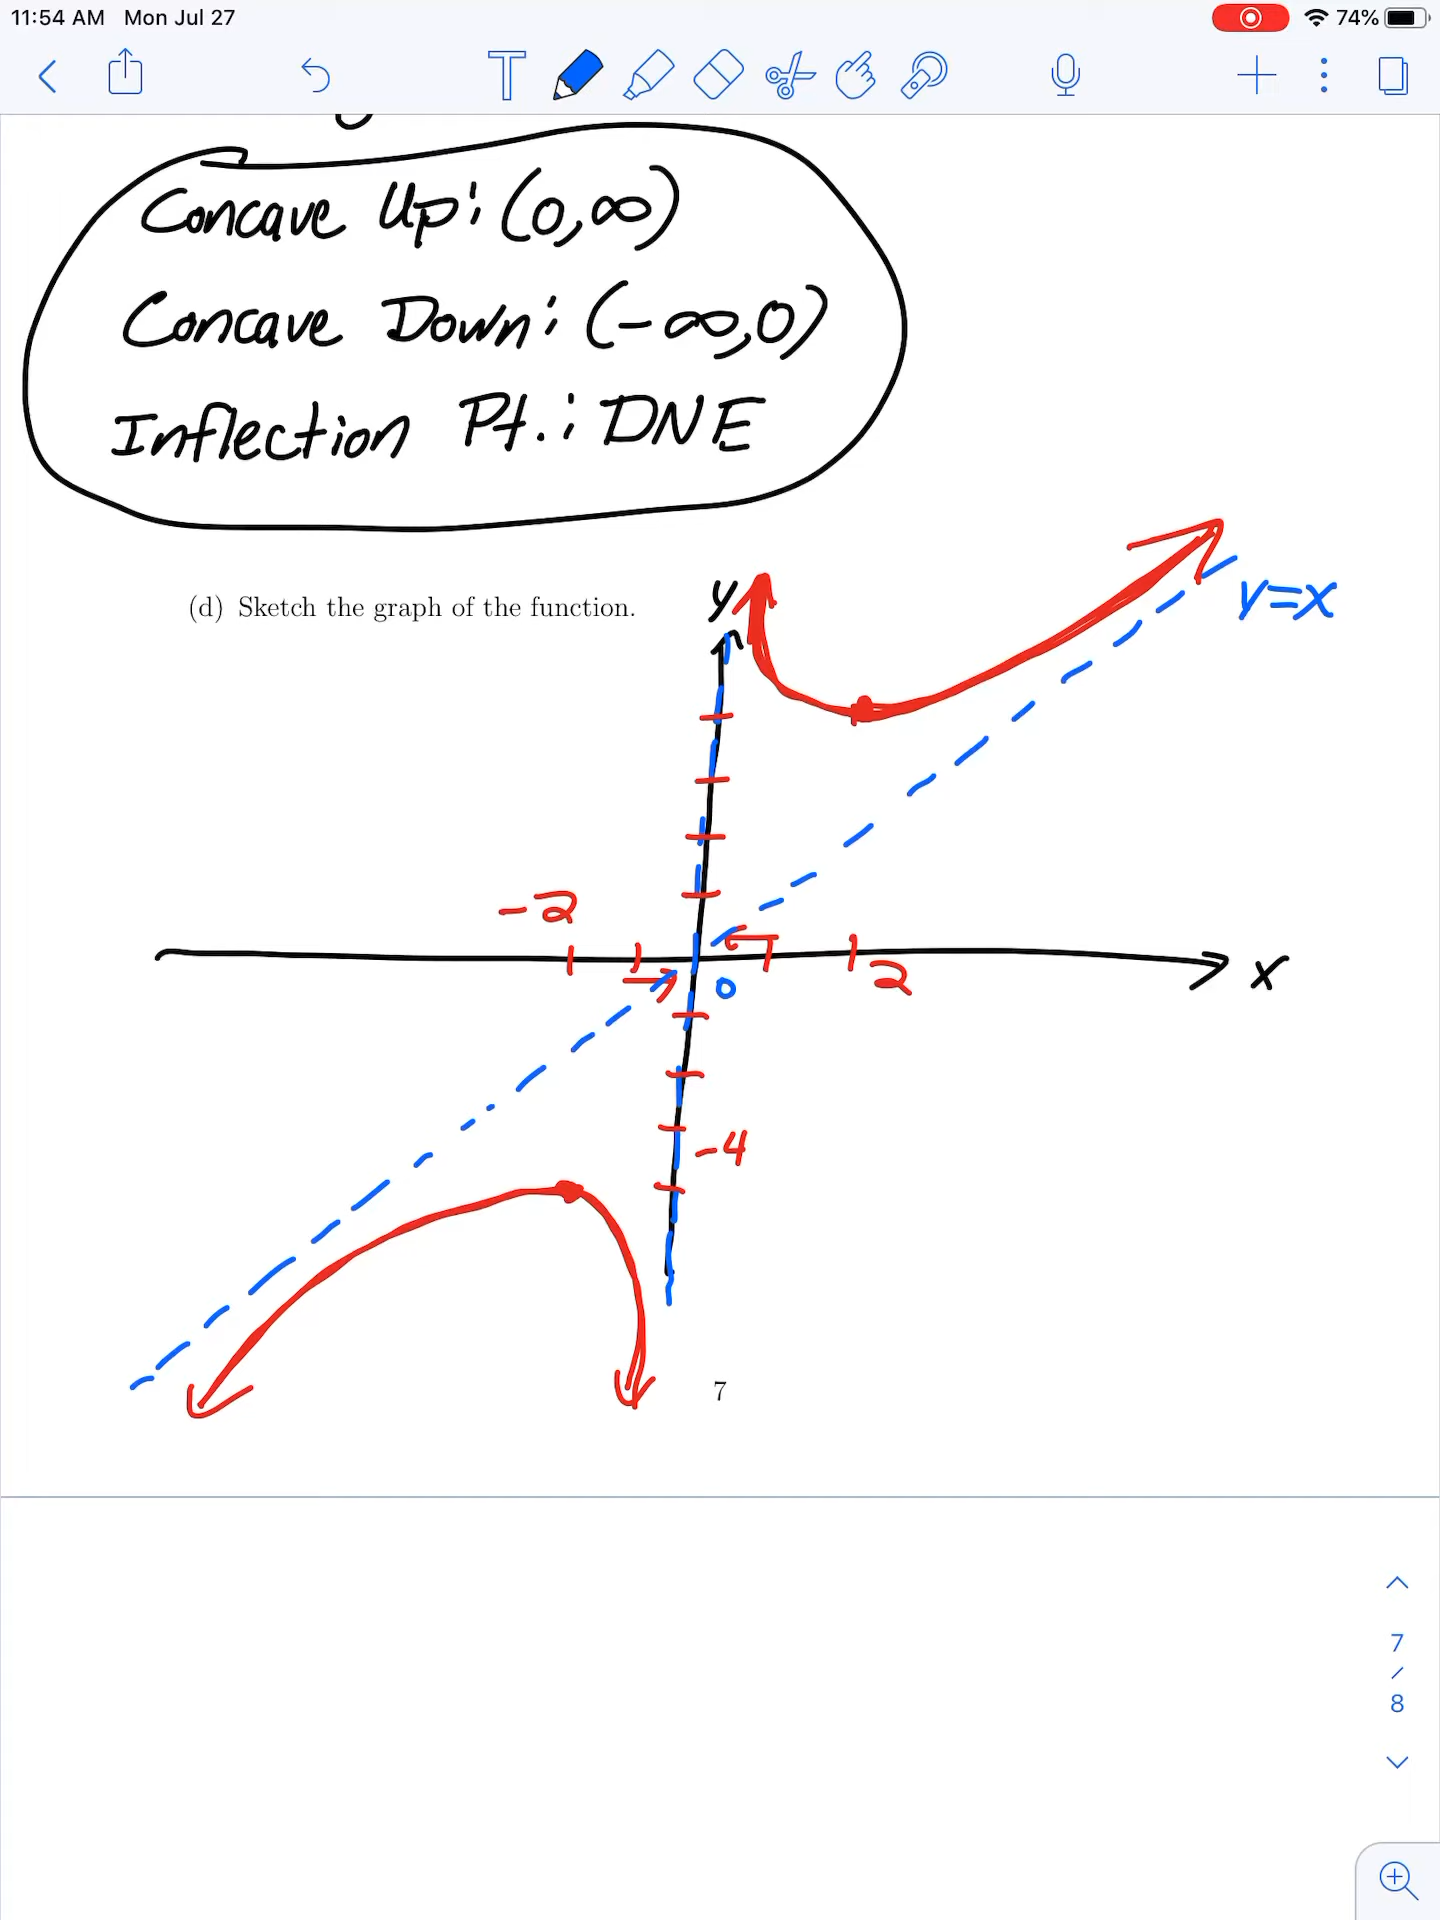 11:54 AM Mon Jul 27
74%
T
Concave Up: (0,∞)
Concave Down: (-∞,0)
Inflection Pt.: DNE
(d) Sketch the graph of the function.
y
y=x
-2
0
2
x
-4
7
7
/
8